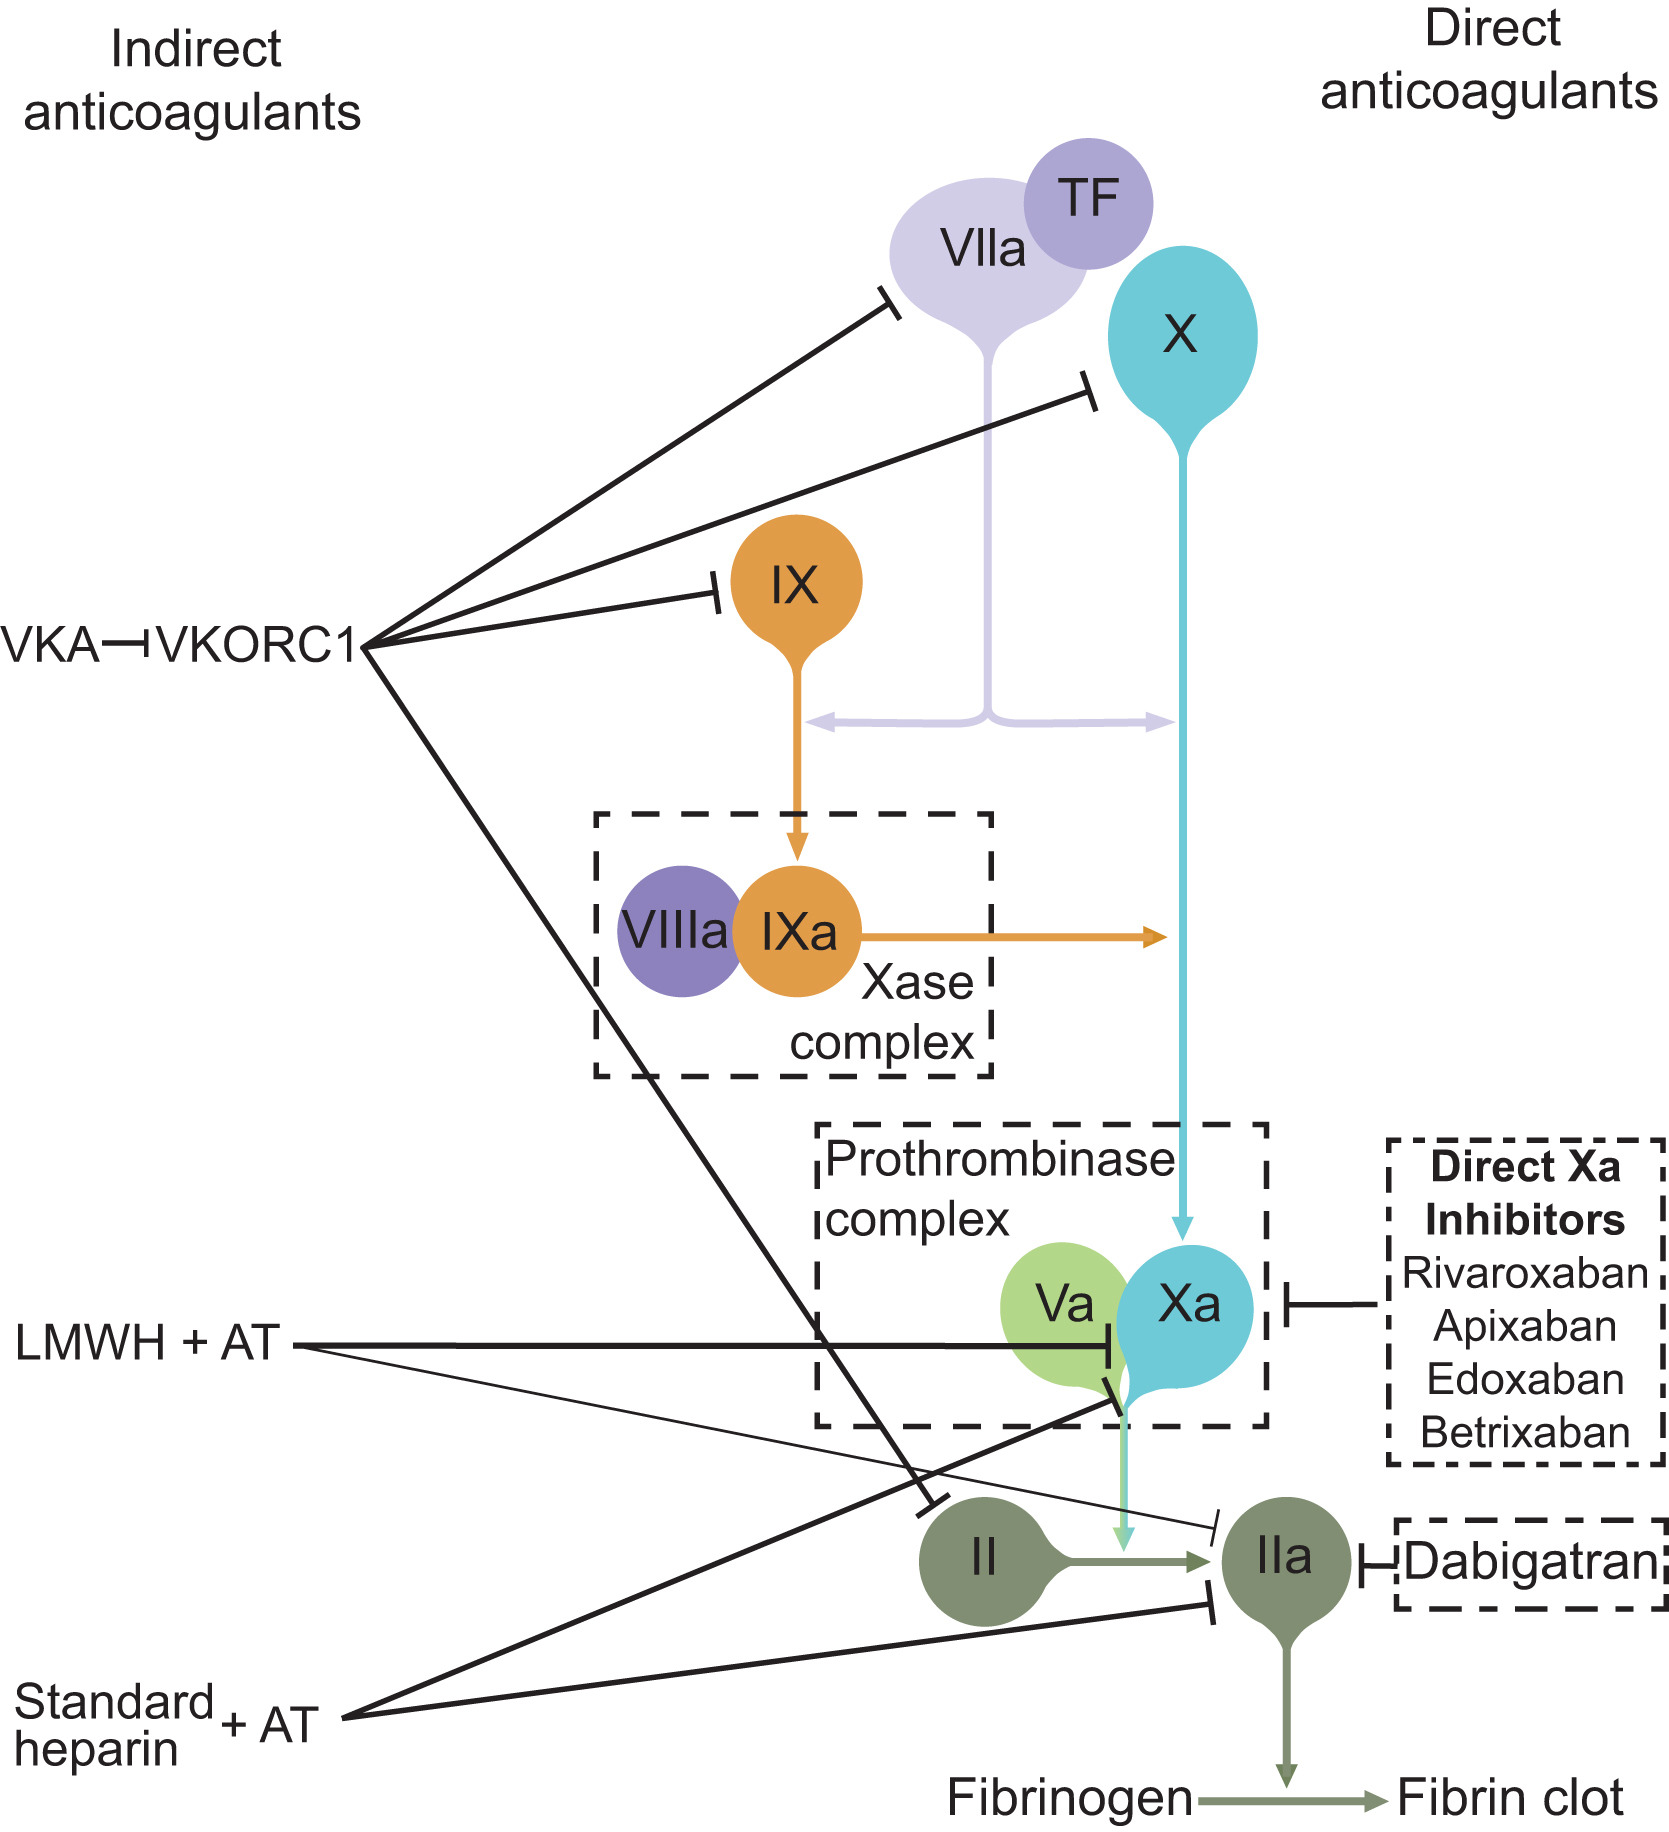 Indirect
anticoagulants
Direct
anticoagulants
TF
VIIa
X
IX
VKA
VKORC1
VIIIa
IXa
Xase
complex
Prothrombinase
complex
Va
Xa
Direct Xa
Inhibitors
Rivaroxaban
Apixaban
Edoxaban
Betrixaban
LMWH + AT
II
IIa
Dabigatran
Standard
heparin
+ AT
Fibrinogen
Fibrin clot